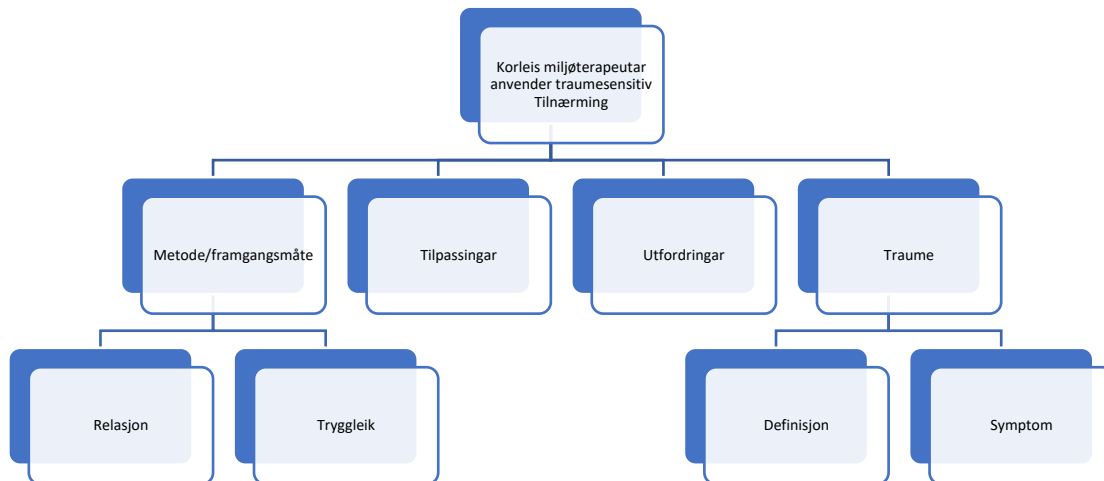 Korleis miljøterapeutar
anvender traumesensitiv
Tilnærming
Metode/framgangsmåte
Tilpassingar
Utfordringar
Traume
Relasjon
Tryggleik
Definisjon
Symptom